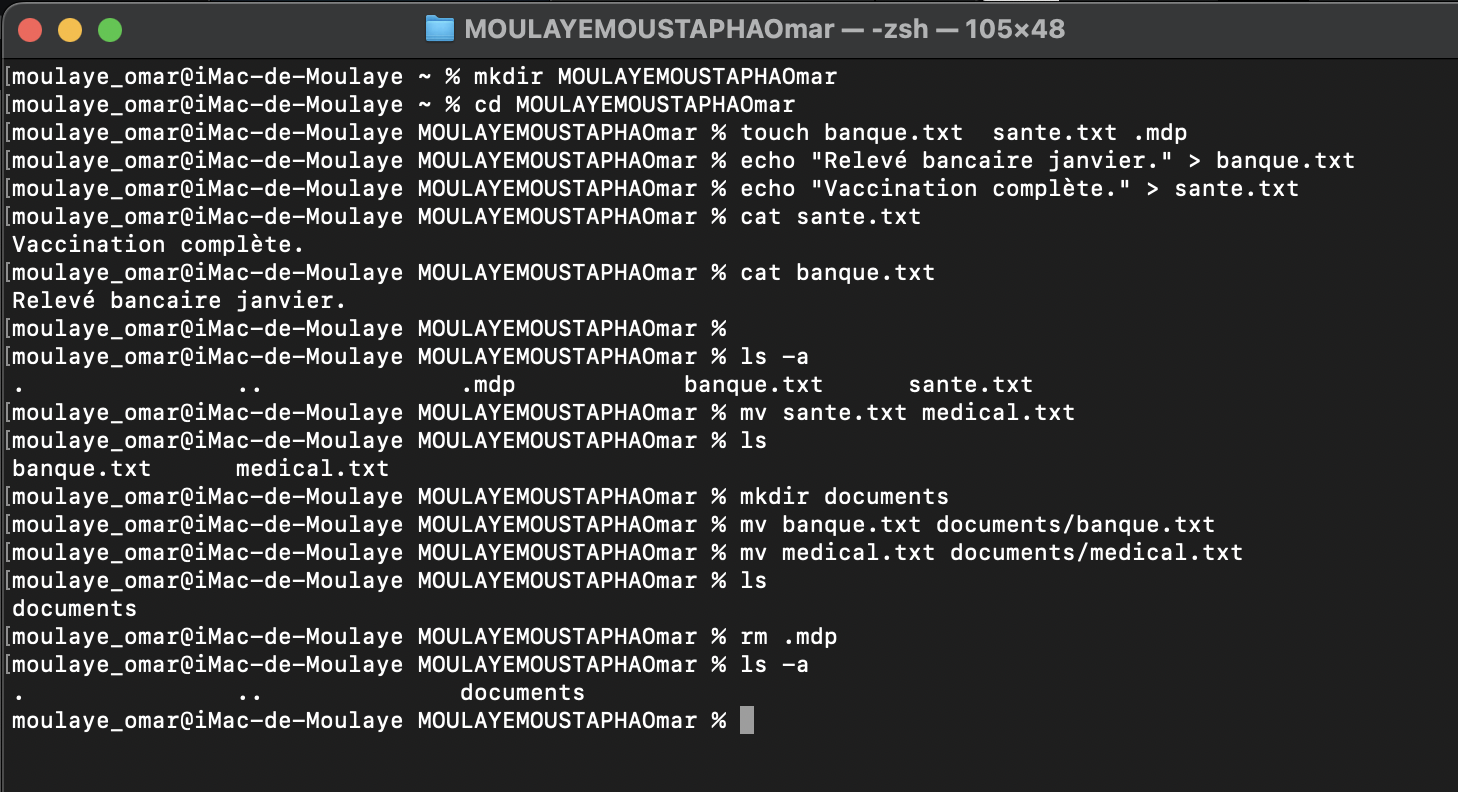 MOULAYEMOUSTAPHAOmar — -zsh — 105×48
[moulaye_omar@iMac-de-Moulaye ~ % mkdir MOULAYEMOUSTAPHAOmar
[moulaye_omar@iMac-de-Moulaye ~ % cd MOULAYEMOUSTAPHAOmar
[moulaye_omar@iMac-de-Moulaye MOULAYEMOUSTAPHAOmar % touch banque.txt  sante.txt .mdp
[moulaye_omar@iMac-de-Moulaye MOULAYEMOUSTAPHAOmar % echo "Relevé bancaire janvier." > banque.txt
[moulaye_omar@iMac-de-Moulaye MOULAYEMOUSTAPHAOmar % echo "Vaccination complète." > sante.txt
[moulaye_omar@iMac-de-Moulaye MOULAYEMOUSTAPHAOmar % cat sante.txt
Vaccination complète.
[moulaye_omar@iMac-de-Moulaye MOULAYEMOUSTAPHAOmar % cat banque.txt
Relevé bancaire janvier.
[moulaye_omar@iMac-de-Moulaye MOULAYEMOUSTAPHAOmar %
[moulaye_omar@iMac-de-Moulaye MOULAYEMOUSTAPHAOmar % ls -a
.               ..              .mdp            banque.txt      sante.txt
[moulaye_omar@iMac-de-Moulaye MOULAYEMOUSTAPHAOmar % mv sante.txt medical.txt
[moulaye_omar@iMac-de-Moulaye MOULAYEMOUSTAPHAOmar % ls
banque.txt      medical.txt
[moulaye_omar@iMac-de-Moulaye MOULAYEMOUSTAPHAOmar % mkdir documents
[moulaye_omar@iMac-de-Moulaye MOULAYEMOUSTAPHAOmar % mv banque.txt documents/banque.txt
[moulaye_omar@iMac-de-Moulaye MOULAYEMOUSTAPHAOmar % mv medical.txt documents/medical.txt
[moulaye_omar@iMac-de-Moulaye MOULAYEMOUSTAPHAOmar % ls
documents
[moulaye_omar@iMac-de-Moulaye MOULAYEMOUSTAPHAOmar % rm .mdp
[moulaye_omar@iMac-de-Moulaye MOULAYEMOUSTAPHAOmar % ls -a
.               ..              documents
moulaye_omar@iMac-de-Moulaye MOULAYEMOUSTAPHAOmar %